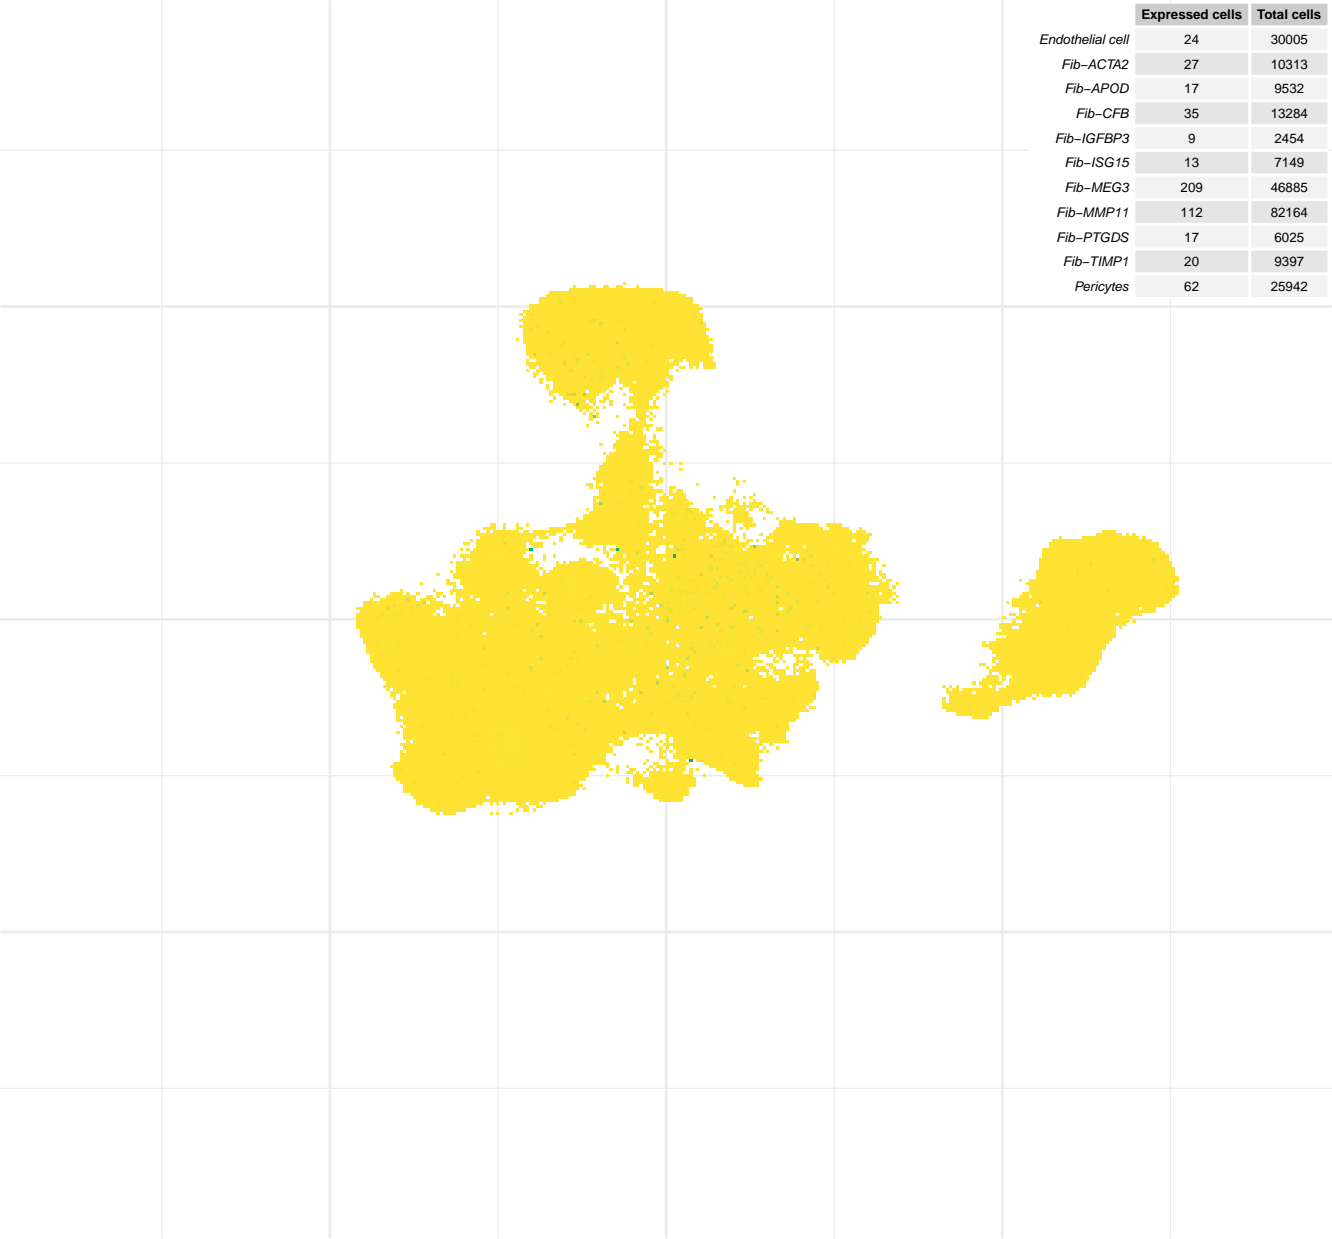 Expressed cells Total cells
Endothelial cell 24 30005
Fib−ACTA2 27 10313
Fib−APOD 17 9532
Fib−CFB 35 13284
Fib−IGFBP3 9 2454
Fib−ISG15 13 7149
Fib−MEG3 209 46885
Fib−MMP11 112 82164
Fib−PTGDS 17 6025
Fib−TIMP1 20 9397
Pericytes 62 25942